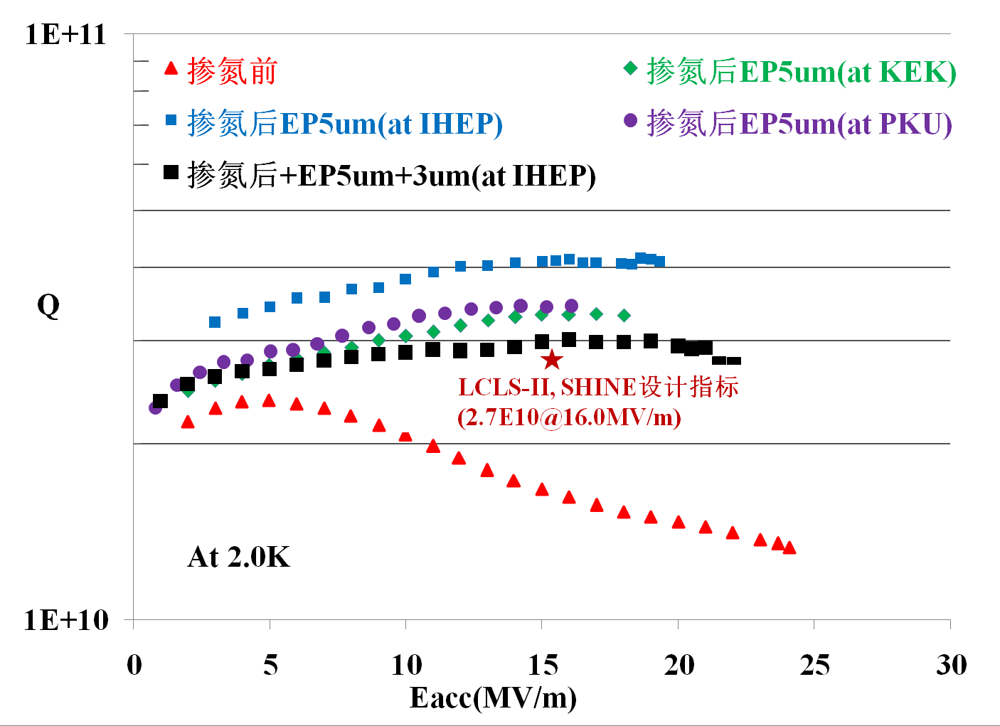 1E+11
掺氮前
掺氮后EP5um(at KEK)
掺氮后EP5um(at IHEP)
掺氮后EP5um(at PKU)
掺氮后+EP5um+3um(at IHEP)
Q
LCLS-II, SHINE设计指标
(2.7E10@16.0MV/m)
At 2.0K
1E+10
0 5 10 15 20 25 30
Eacc(MV/m)